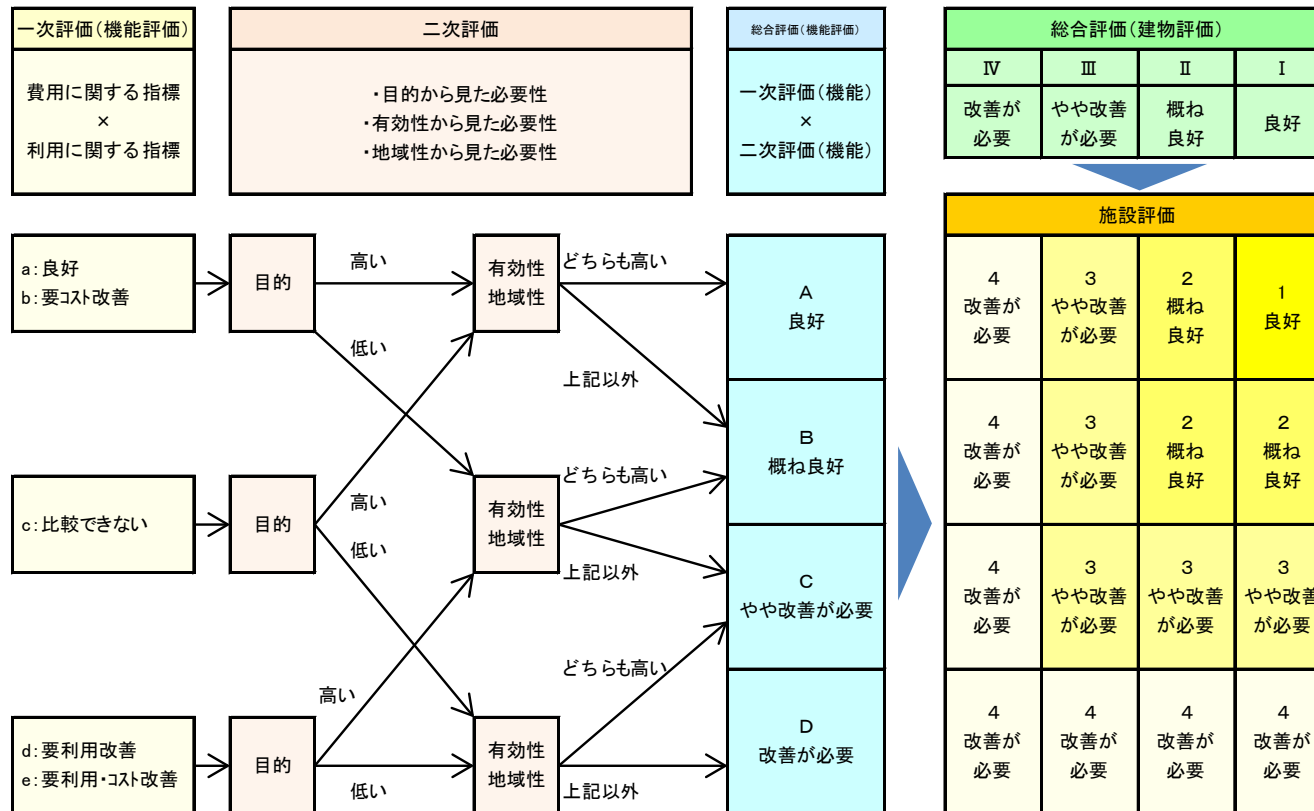 一次評価(機能評価)
費用に関する指標
×
利用に関する指標
二次評価
・目的から見た必要性
・有効性から見た必要性
・地域性から見た必要性
総合評価(機能評価)
一次評価(機能)
×
二次評価(機能)
総合評価(建物評価)
Ⅳ
Ⅲ
Ⅱ
Ⅰ
改善が
必要
やや改善
が必要
概ね
良好
良好
施設評価
a:良好
b:要コスト改善
目的
高い
低い
有効性
地域性
どちらも高い
上記以外
A
良好
4
改善が
必要
3
やや改善
が必要
2
概ね
良好
1
良好
c:比較できない
目的
高い
低い
有効性
地域性
どちらも高い
上記以外
B
概ね良好
4
改善が
必要
3
やや改善
が必要
2
概ね
良好
2
概ね
良好
C
やや改善が必要
4
改善が
必要
3
やや改善
が必要
3
やや改善
が必要
3
やや改善
が必要
d:要利用改善
e:要利用・コスト改善
目的
高い
低い
有効性
地域性
どちらも高い
上記以外
D
改善が必要
4
改善が
必要
4
改善が
必要
4
改善が
必要
4
改善が
必要